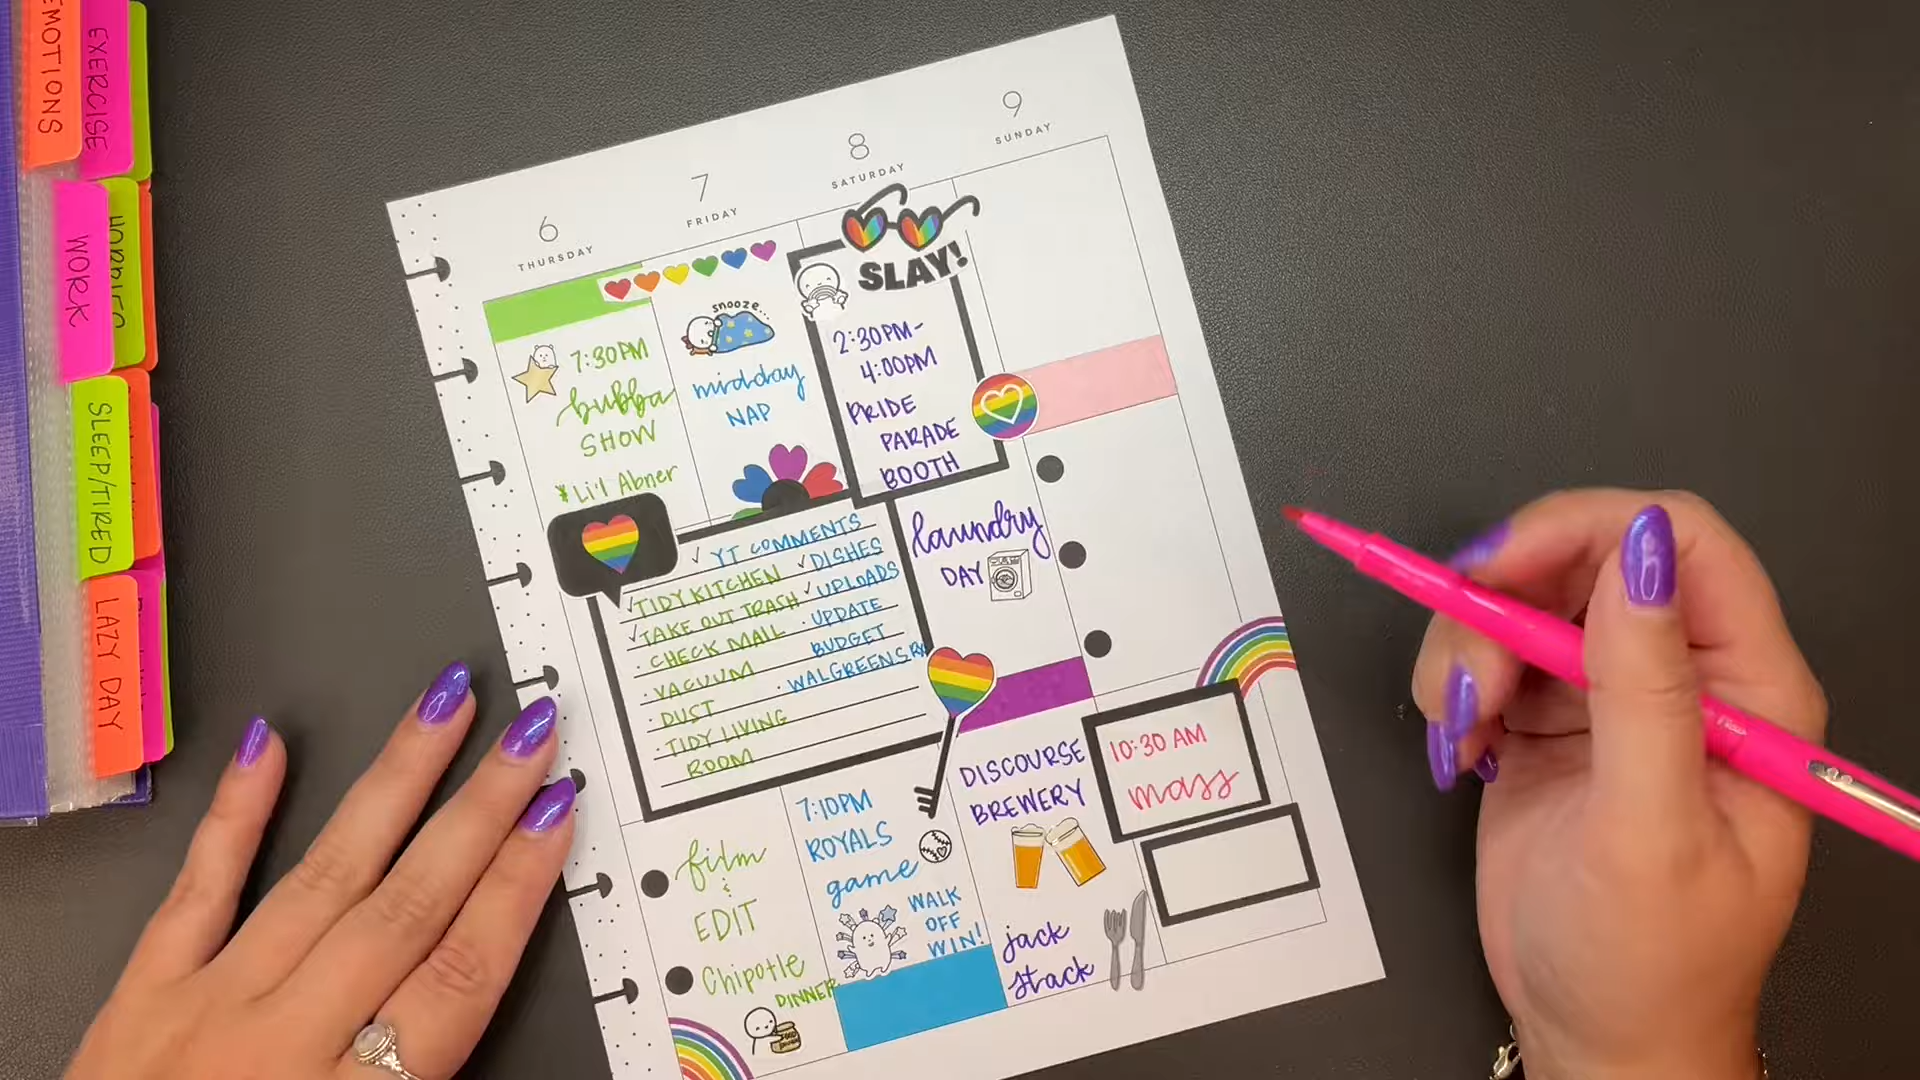 EMOTIONS
EXERCISE
WORK
HOBBIES
SLEEP/TIRED
LAZY DAY
6
THURSDAY
7
FRIDAY
8
SATURDAY
9
SUNDAY
7:30PM
bubba
SHOW
*Li'l Abner
snooze...
midday
NAP
SLAY!
2:30PM-
4:00PM
PRIDE
PARADE
BOOTH
✓ TIDY KITCHEN
✓ TAKE OUT TRASH
· CHECK MAIL
· VACUUM
· DUST
· TIDY LIVING
ROOM
✓ YT COMMENTS
✓ DISHES
✓ UPLOADS
· UPDATE
BUDGET
· WALGREENS RX
laundry
DAY
film
&
EDIT
Chipotle
DINNER
7:10PM
ROYALS
game
WALK
OFF
WIN!
DISCOURSE
BREWERY
jack
stack
10:30 AM
mass